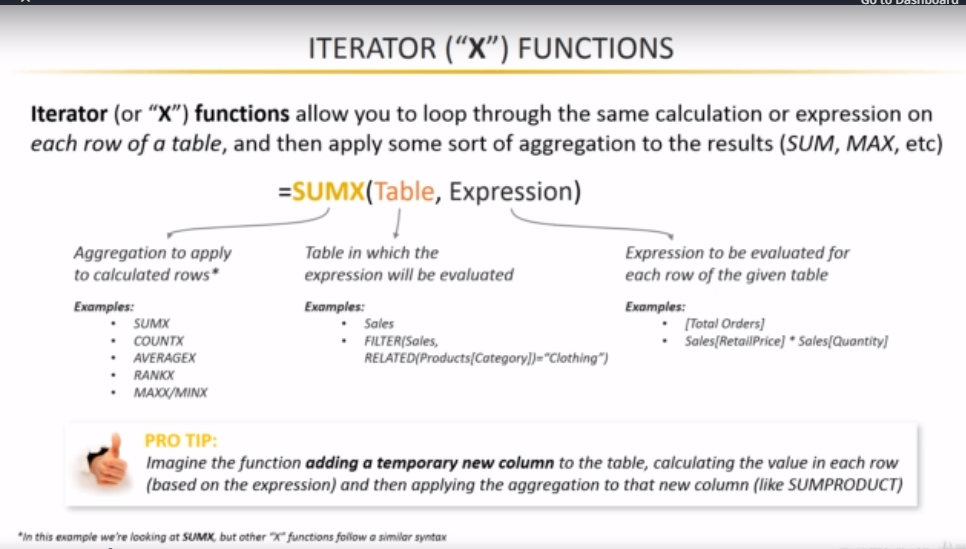 Go to Dashboard
ITERATOR (“X”) FUNCTIONS
Iterator (or “X”) functions allow you to loop through the same calculation or expression on
each row of a table, and then apply some sort of aggregation to the results (SUM, MAX, etc)
=SUMX(Table, Expression)
Aggregation to apply
to calculated rows*
Examples:
• SUMX
• COUNTX
• AVERAGEX
• RANKX
• MAXX/MINX
Table in which the
expression will be evaluated
Examples:
• Sales
• FILTER(Sales,
RELATED(Products[Category])=“Clothing”)
Expression to be evaluated for
each row of the given table
Examples:
• [Total Orders]
• Sales[RetailPrice] * Sales[Quantity]
PRO TIP:
Imagine the function adding a temporary new column to the table, calculating the value in each row
(based on the expression) and then applying the aggregation to that new column (like SUMPRODUCT)
*In this example we’re looking at SUMX, but other “X” functions follow a similar syntax